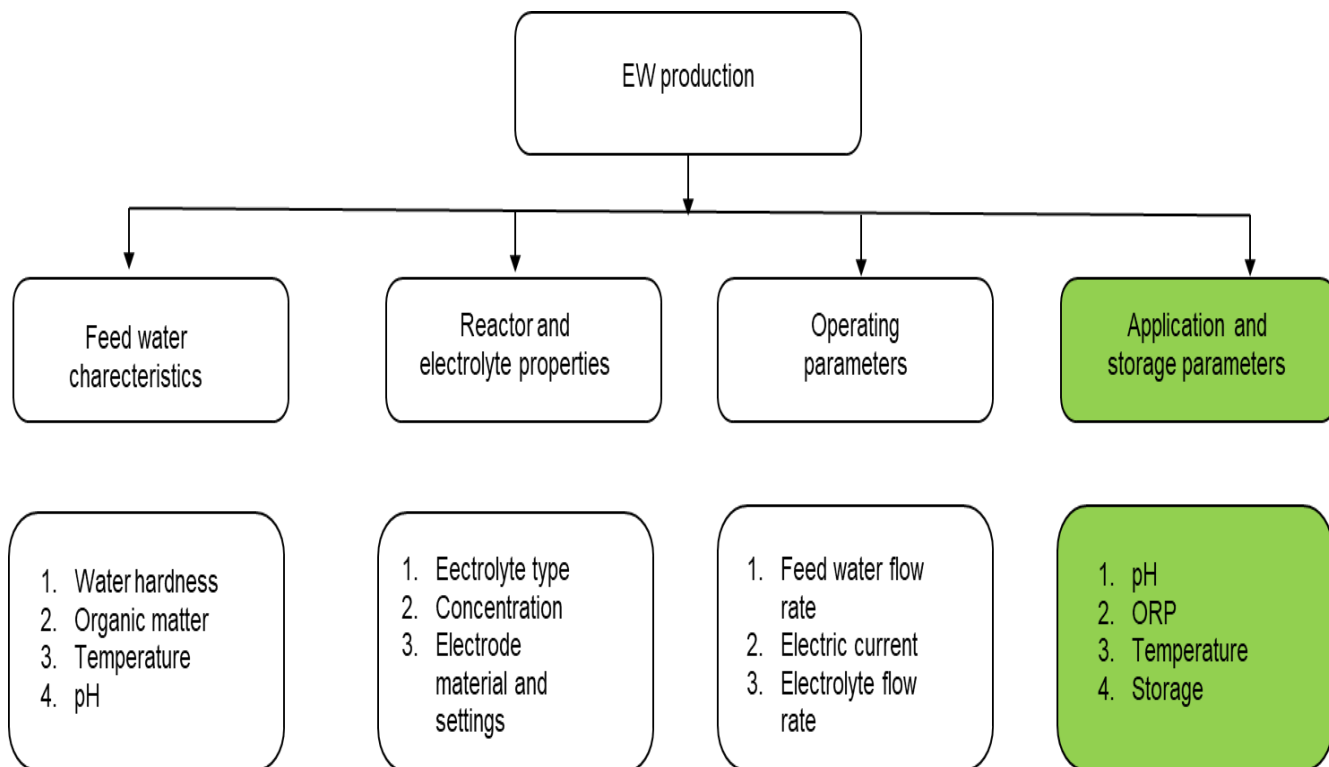 EW production
Feed water
charecteristics
Reactor and
electrolyte properties
Operating
parameters
Application and
storage parameters
1. Water hardness
2. Organic matter
3. Temperature
4. pH
1. Eectrolyte type
2. Concentration
3. Electrode
material and
settings
1. Feed water flow
rate
2. Electric current
3. Electrolyte flow
rate
1. pH
2. ORP
3. Temperature
4. Storage